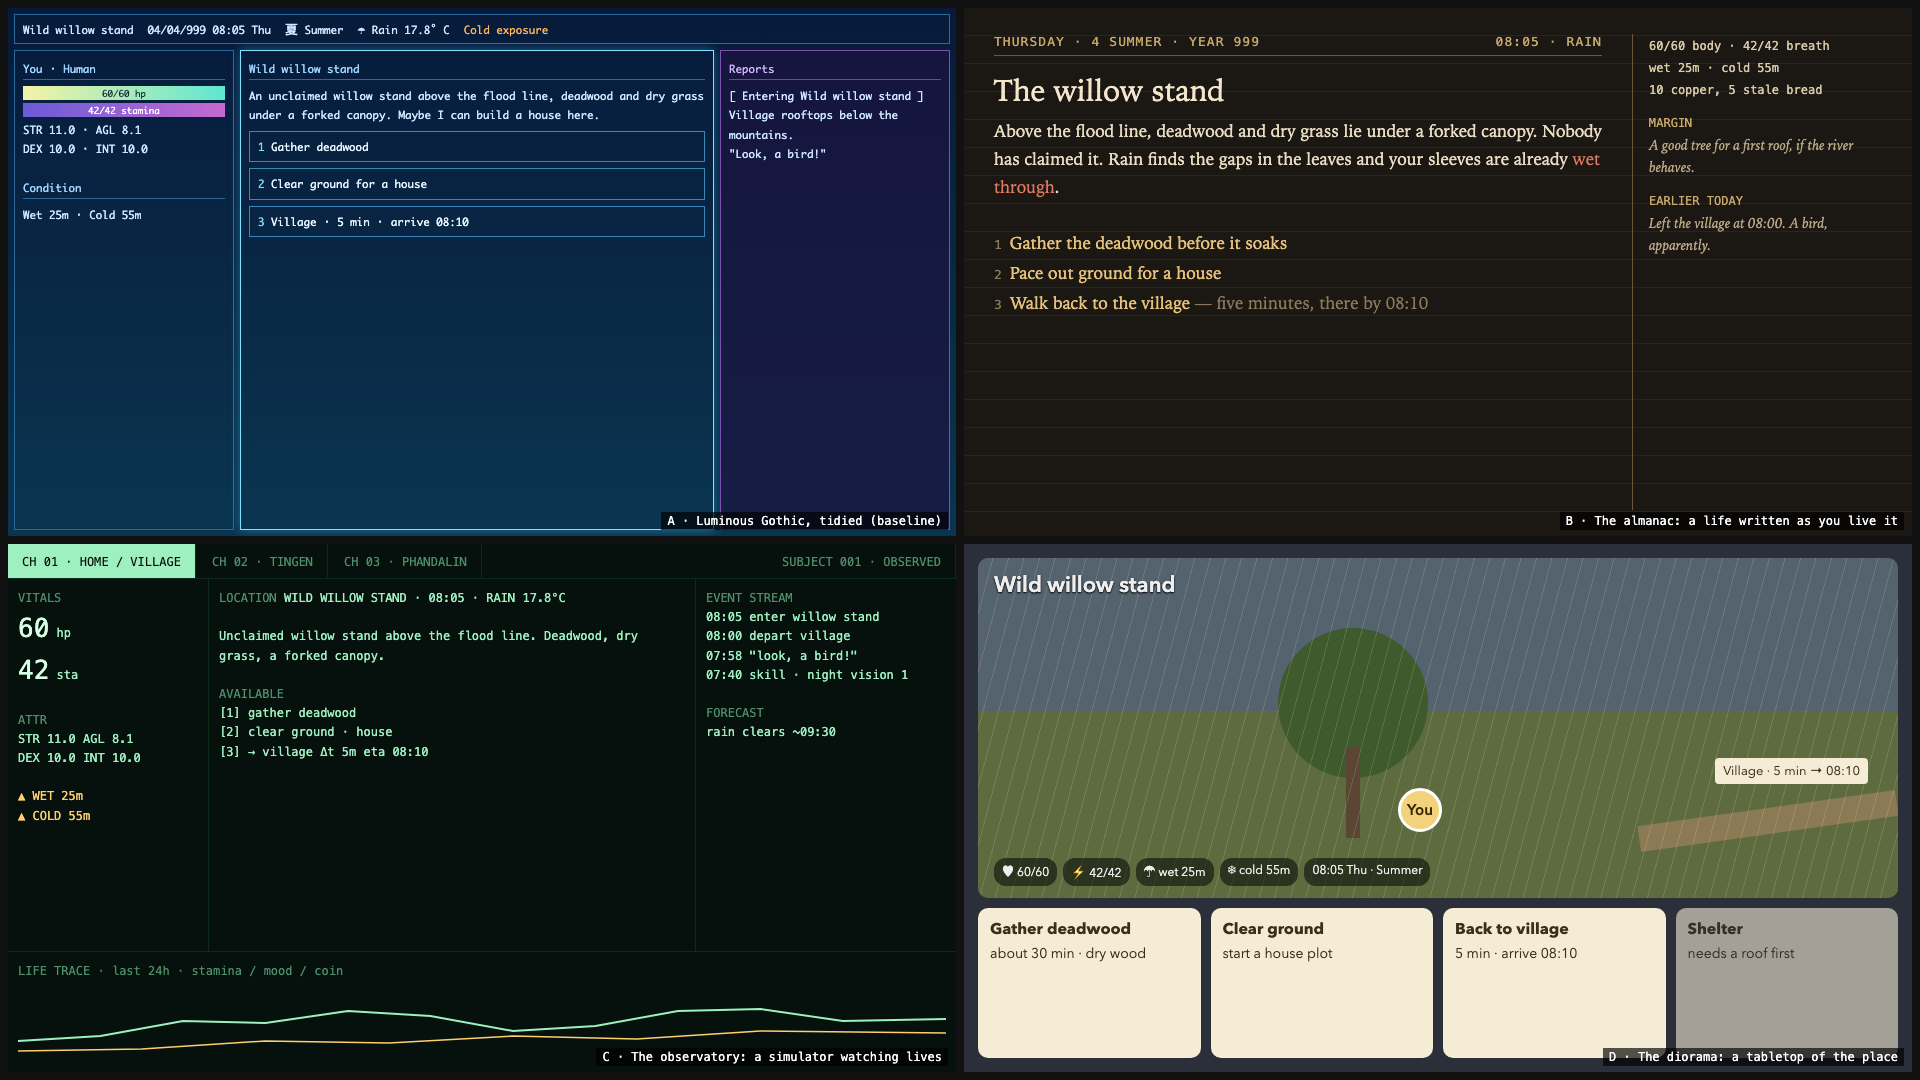 Wild willow stand 04/04/999 08:05 Thu 夏 Summer ☂ Rain 17.8° C Cold exposure
You · Human
60/60 hp
42/42 stamina
STR 11.0 · AGL 8.1
DEX 10.0 · INT 10.0
Condition
Wet 25m · Cold 55m
Wild willow stand
An unclaimed willow stand above the flood line, deadwood and dry grass
under a forked canopy. Maybe I can build a house here.
1 Gather deadwood
2 Clear ground for a house
3 Village · 5 min · arrive 08:10
Reports
[ Entering Wild willow stand ]
Village rooftops below the
mountains.
"Look, a bird!"
A · Luminous Gothic, tidied (baseline)
THURSDAY · 4 SUMMER · YEAR 999
08:05 · RAIN
The willow stand
Above the flood line, deadwood and dry grass lie under a forked canopy. Nobody
has claimed it. Rain finds the gaps in the leaves and your sleeves are already wet
through.
1 Gather the deadwood before it soaks
2 Pace out ground for a house
3 Walk back to the village — five minutes, there by 08:10
60/60 body · 42/42 breath
wet 25m · cold 55m
10 copper, 5 stale bread
MARGIN
A good tree for a first roof, if the river
behaves.
EARLIER TODAY
Left the village at 08:00. A bird,
apparently.
B · The almanac: a life written as you live it
CH 01 · HOME / VILLAGE
CH 02 · TINGEN
CH 03 · PHANDALIN
SUBJECT 001 · OBSERVED
VITALS
60 hp
42 sta
ATTR
STR 11.0 AGL 8.1
DEX 10.0 INT 10.0
▲ WET 25m
▲ COLD 55m
LOCATION WILD WILLOW STAND · 08:05 · RAIN 17.8°C
Unclaimed willow stand above the flood line. Deadwood, dry
grass, a forked canopy.
AVAILABLE
[1] gather deadwood
[2] clear ground · house
[3] → village Δt 5m eta 08:10
EVENT STREAM
08:05 enter willow stand
08:00 depart village
07:58 "look, a bird!"
07:40 skill · night vision 1
FORECAST
rain clears ~09:30
LIFE TRACE · last 24h · stamina / mood / coin
C · The observatory: a simulator watching lives
Wild willow stand
Village · 5 min → 08:10
You
♥ 60/60
⚡ 42/42
☂ wet 25m
❄ cold 55m
08:05 Thu · Summer
Gather deadwood
about 30 min · dry wood
Clear ground
start a house plot
Back to village
5 min · arrive 08:10
Shelter
needs a roof first
D · The diorama: a tabletop of the place